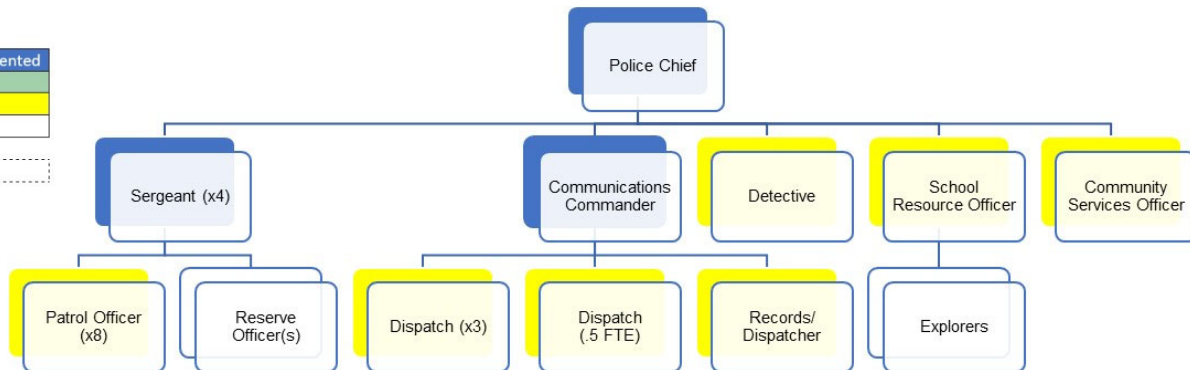 Police Chief
Sergeant (x4)
Communications
Commander
Detective
School
Resource Officer
Community
Services Officer
Patrol Officer
(x8)
Reserve
Officer(s)
Dispatch (x3)
Dispatch
(.5 FTE)
Records/
Dispatcher
Explorers